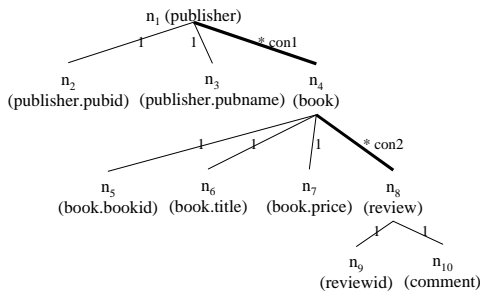 n1 (publisher)
1 1 * con1
n2 n3 n4
(publisher.pubid) (publisher.pubname) (book)
1 1 1 * con2
n5 n6 n7 n8
(book.bookid) (book.title) (book.price) (review)
1 1
n9 n10
(reviewid) (comment)